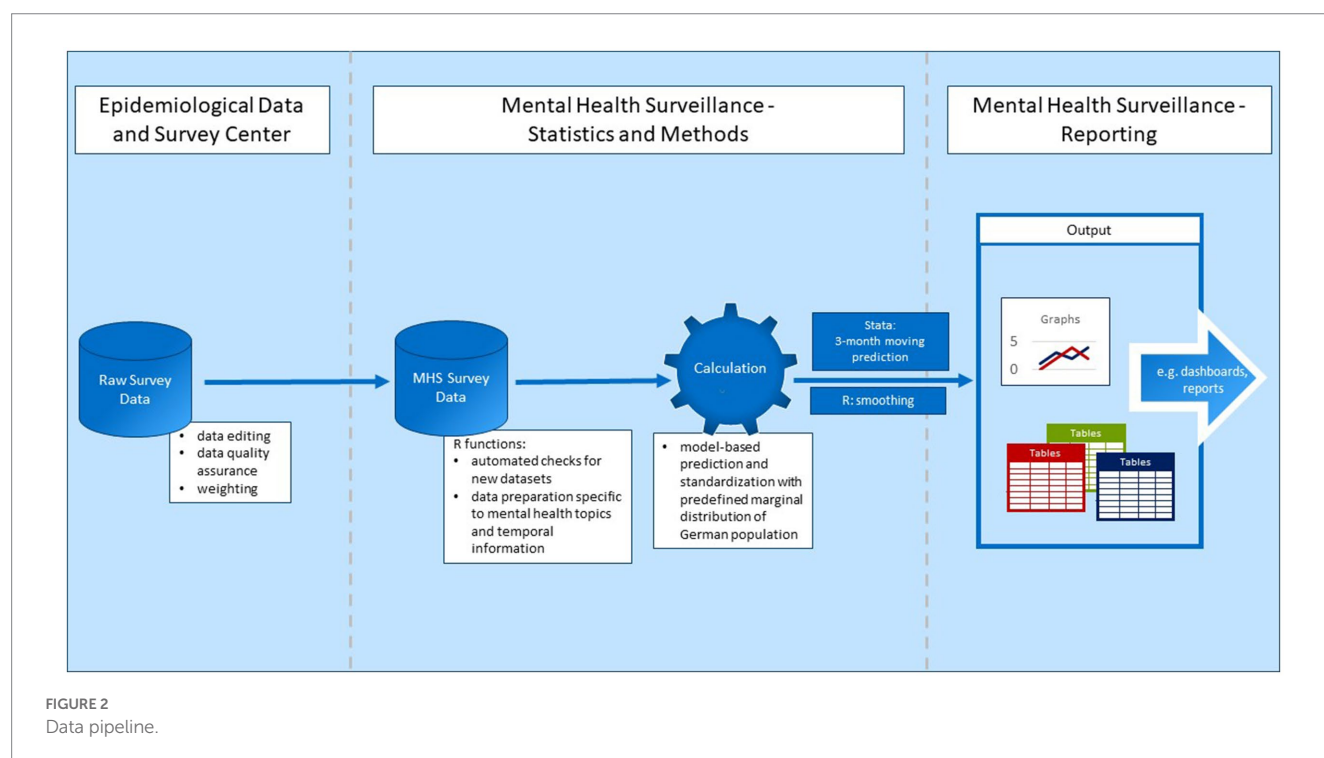 Epidemiological Data
and Survey Center
Mental Health Surveillance -
Statistics and Methods
Mental Health Surveillance -
Reporting
Raw Survey
Data
• data editing
• data quality
assurance
• weighting
MHS Survey
Data
R functions:
• automated checks for
new datasets
• data preparation specific
to mental health topics
and temporal
information
Calculation
• model-based
prediction and
standardization with
predefined marginal
distribution of
German population
Stata:
3-month moving
prediction
R: smoothing
Output
Graphs
5
0
Tables
Tables
Tables
e.g. dashboards,
reports
FIGURE 2
Data pipeline.